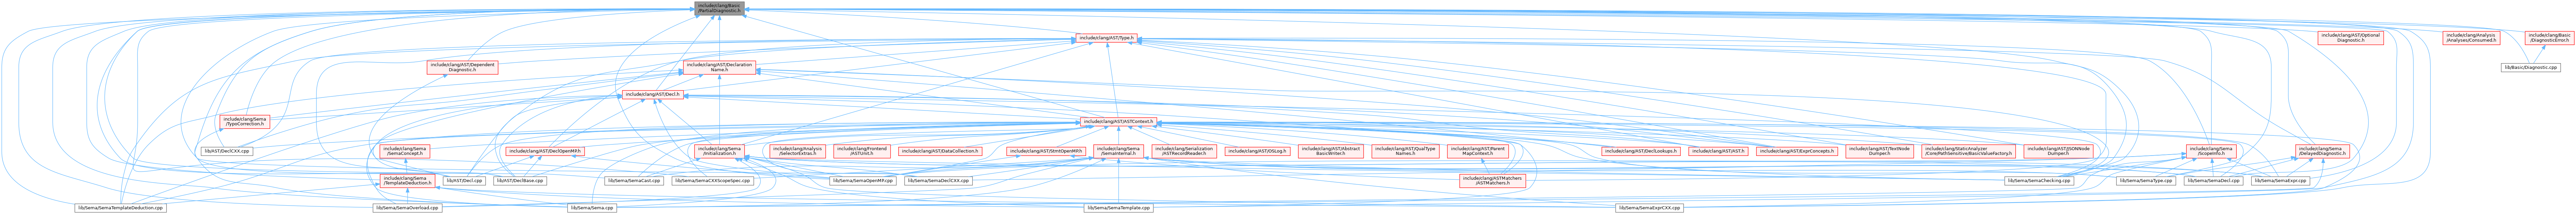 include/clang/Basic
/PartialDiagnostic.h
include/clang/AST/Type.h
include/clang/AST/Optional
Diagnostic.h
include/clang/Analysis
/Analyses/Consumed.h
include/clang/Basic
/DiagnosticError.h
include/clang/AST/Dependent
Diagnostic.h
include/clang/AST/Declaration
Name.h
lib/Basic/Diagnostic.cpp
include/clang/AST/Decl.h
include/clang/Sema
/TypoCorrection.h
include/clang/AST/ASTContext.h
lib/AST/DeclCXX.cpp
include/clang/Sema
/SemaConcept.h
include/clang/AST/DeclOpenMP.h
include/clang/Sema
/Initialization.h
include/clang/Analysis
/SelectorExtras.h
include/clang/Frontend
/ASTUnit.h
include/clang/AST/DataCollection.h
include/clang/AST/StmtOpenMP.h
include/clang/Sema
/SemaInternal.h
include/clang/Serialization
/ASTRecordReader.h
include/clang/AST/OSLog.h
include/clang/AST/Abstract
BasicWriter.h
include/clang/AST/QualType
Names.h
include/clang/AST/Parent
MapContext.h
include/clang/AST/DeclLookups.h
include/clang/AST/AST.h
include/clang/AST/ExprConcepts.h
include/clang/AST/TextNode
Dumper.h
include/clang/StaticAnalyzer
/Core/PathSensitive/BasicValueFactory.h
include/clang/AST/JSONNode
Dumper.h
include/clang/Sema
/ScopeInfo.h
include/clang/Sema
/DelayedDiagnostic.h
include/clang/Sema
/TemplateDeduction.h
lib/AST/Decl.cpp
lib/AST/DeclBase.cpp
lib/Sema/SemaCast.cpp
lib/Sema/SemaCXXScopeSpec.cpp
lib/Sema/SemaOpenMP.cpp
lib/Sema/SemaDeclCXX.cpp
include/clang/ASTMatchers
/ASTMatchers.h
lib/Sema/SemaChecking.cpp
lib/Sema/SemaType.cpp
lib/Sema/SemaDecl.cpp
lib/Sema/SemaExpr.cpp
lib/Sema/SemaTemplateDeduction.cpp
lib/Sema/SemaOverload.cpp
lib/Sema/Sema.cpp
lib/Sema/SemaTemplate.cpp
lib/Sema/SemaExprCXX.cpp